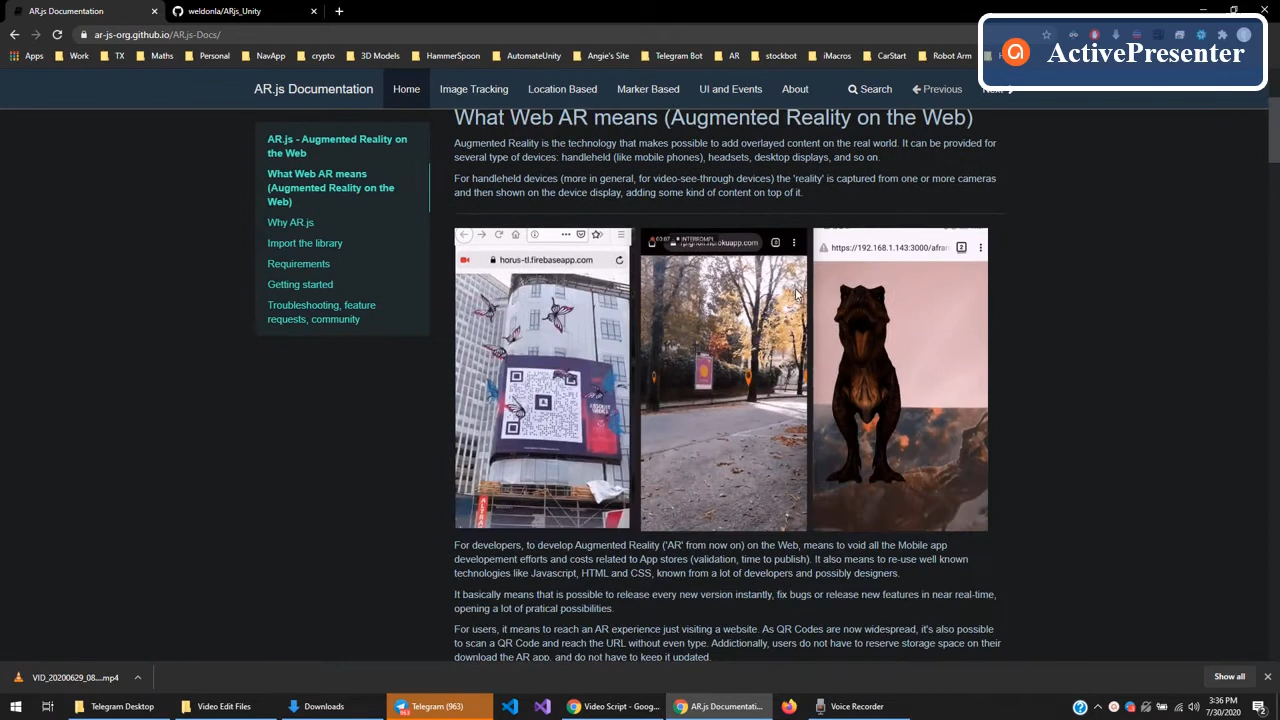 AR.js Documentation
weldonla/ARjs_Unity
ar-js-org.github.io/ARjs-Docs/
Apps Work TX Maths Personal NavApps crypto 3D Models HammerSpoon AutomateUnity Angie's Site Telegram Bot AR stockbot iMacros CarStart Robot Arm
ActivePresenter
AR.js Documentation Home Image Tracking Location Based Marker Based UI and Events About Search Previous Next
AR.js - Augmented Reality on
the Web
What Web AR means
(Augmented Reality on the
Web)
Why AR.js
Import the library
Requirements
Getting started
Troubleshooting, feature
requests, community
What Web AR means (Augmented Reality on the Web)
Augmented Reality is the technology that makes possible to add overlayed content on the real world. It can be provided for
several type of devices: handleheld (like mobile phones), headsets, desktop displays, and so on.
For handleheld devices (more in general, for video-see-through devices) the 'reality' is captured from one or more cameras
and then shown on the device display, adding some kind of content on top of it.
horus-tl.firebaseapp.com
https://192.168.1.143:3000/afram
2
For developers, to develop Augmented Reality ('AR' from now on) on the Web, means to void all the Mobile app
developement efforts and costs related to App stores (validation, time to publish). It also means to re-use well known
technologies like Javascript, HTML and CSS, known from a lot of developers and possibly designers.
It basically means that is possible to release every new version instantly, fix bugs or release new features in near real-time,
opening a lot of pratical possibilities.
For users, it means to reach an AR experience just visiting a website. As QR Codes are now widespread, it's also possible
to scan a QR Code and reach the URL without even type. Addictionally, users do not have to reserve storage space on their
download the AR app, and do not have to keep it updated.
VID_20200629_08....mp4
Show all
Telegram Desktop Video Edit Files Downloads Telegram (963) Video Script - Goog... AR.js Documentati... Voice Recorder
3:36 PM
7/30/2020